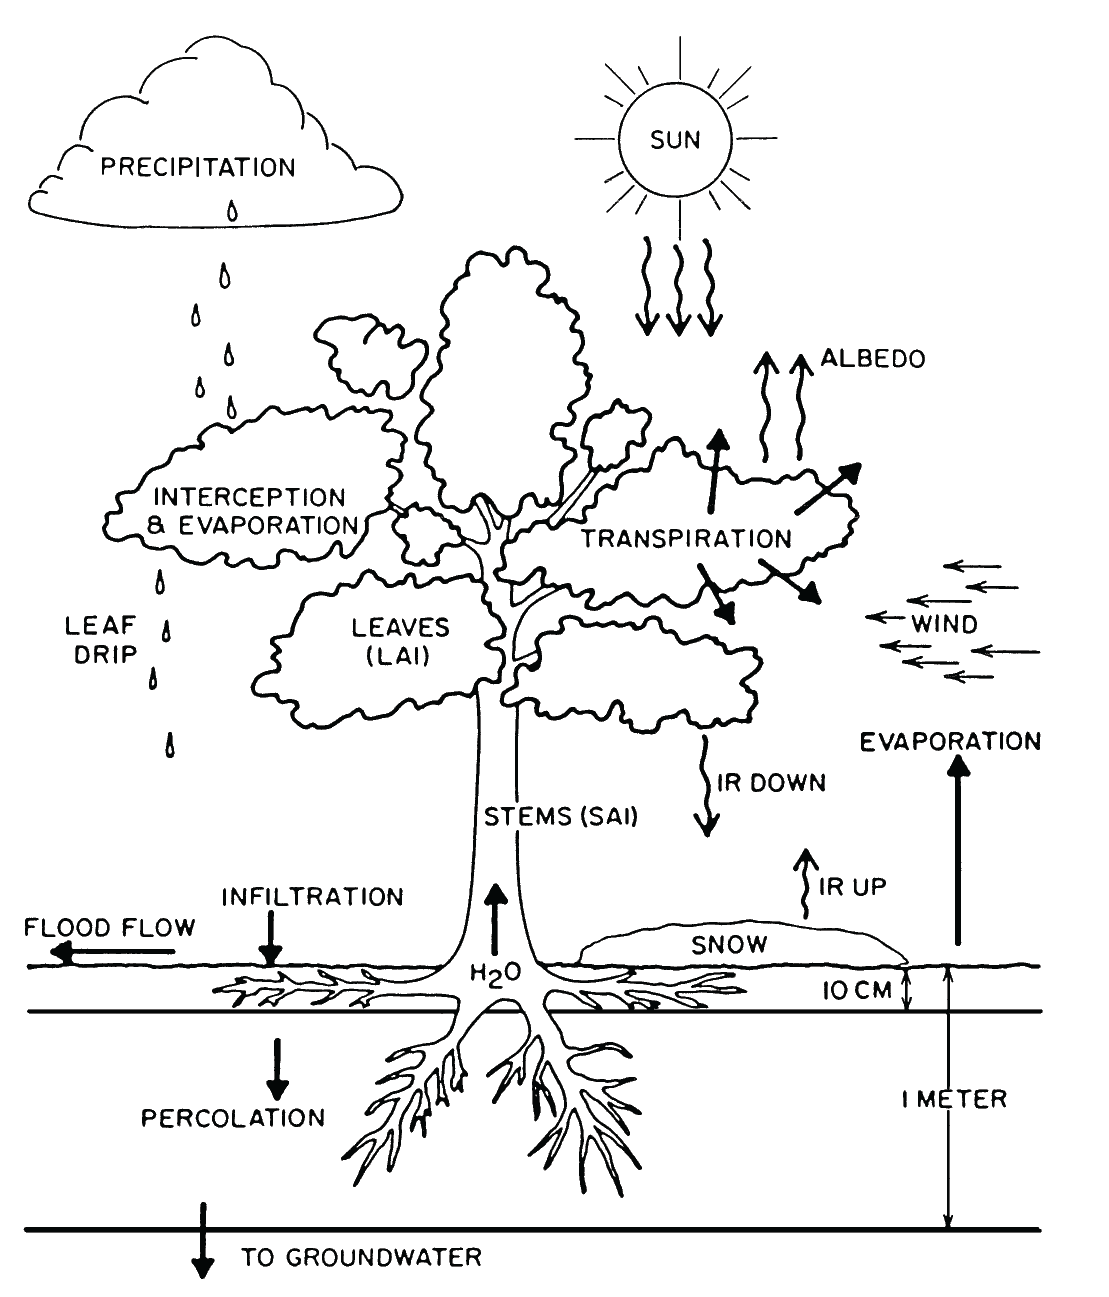 SUN
PRECIPITATION
ALBEDO
INTERCEPTION
& EVAPORATION
TRANSPIRATION
LEAF
DRIP
LEAVES
(LAI)
WIND
EVAPORATION
IR DOWN
STEMS (SAI)
IR UP
INFILTRATION
FLOOD FLOW
SNOW
H2O
10 CM
1 METER
PERCOLATION
TO GROUNDWATER